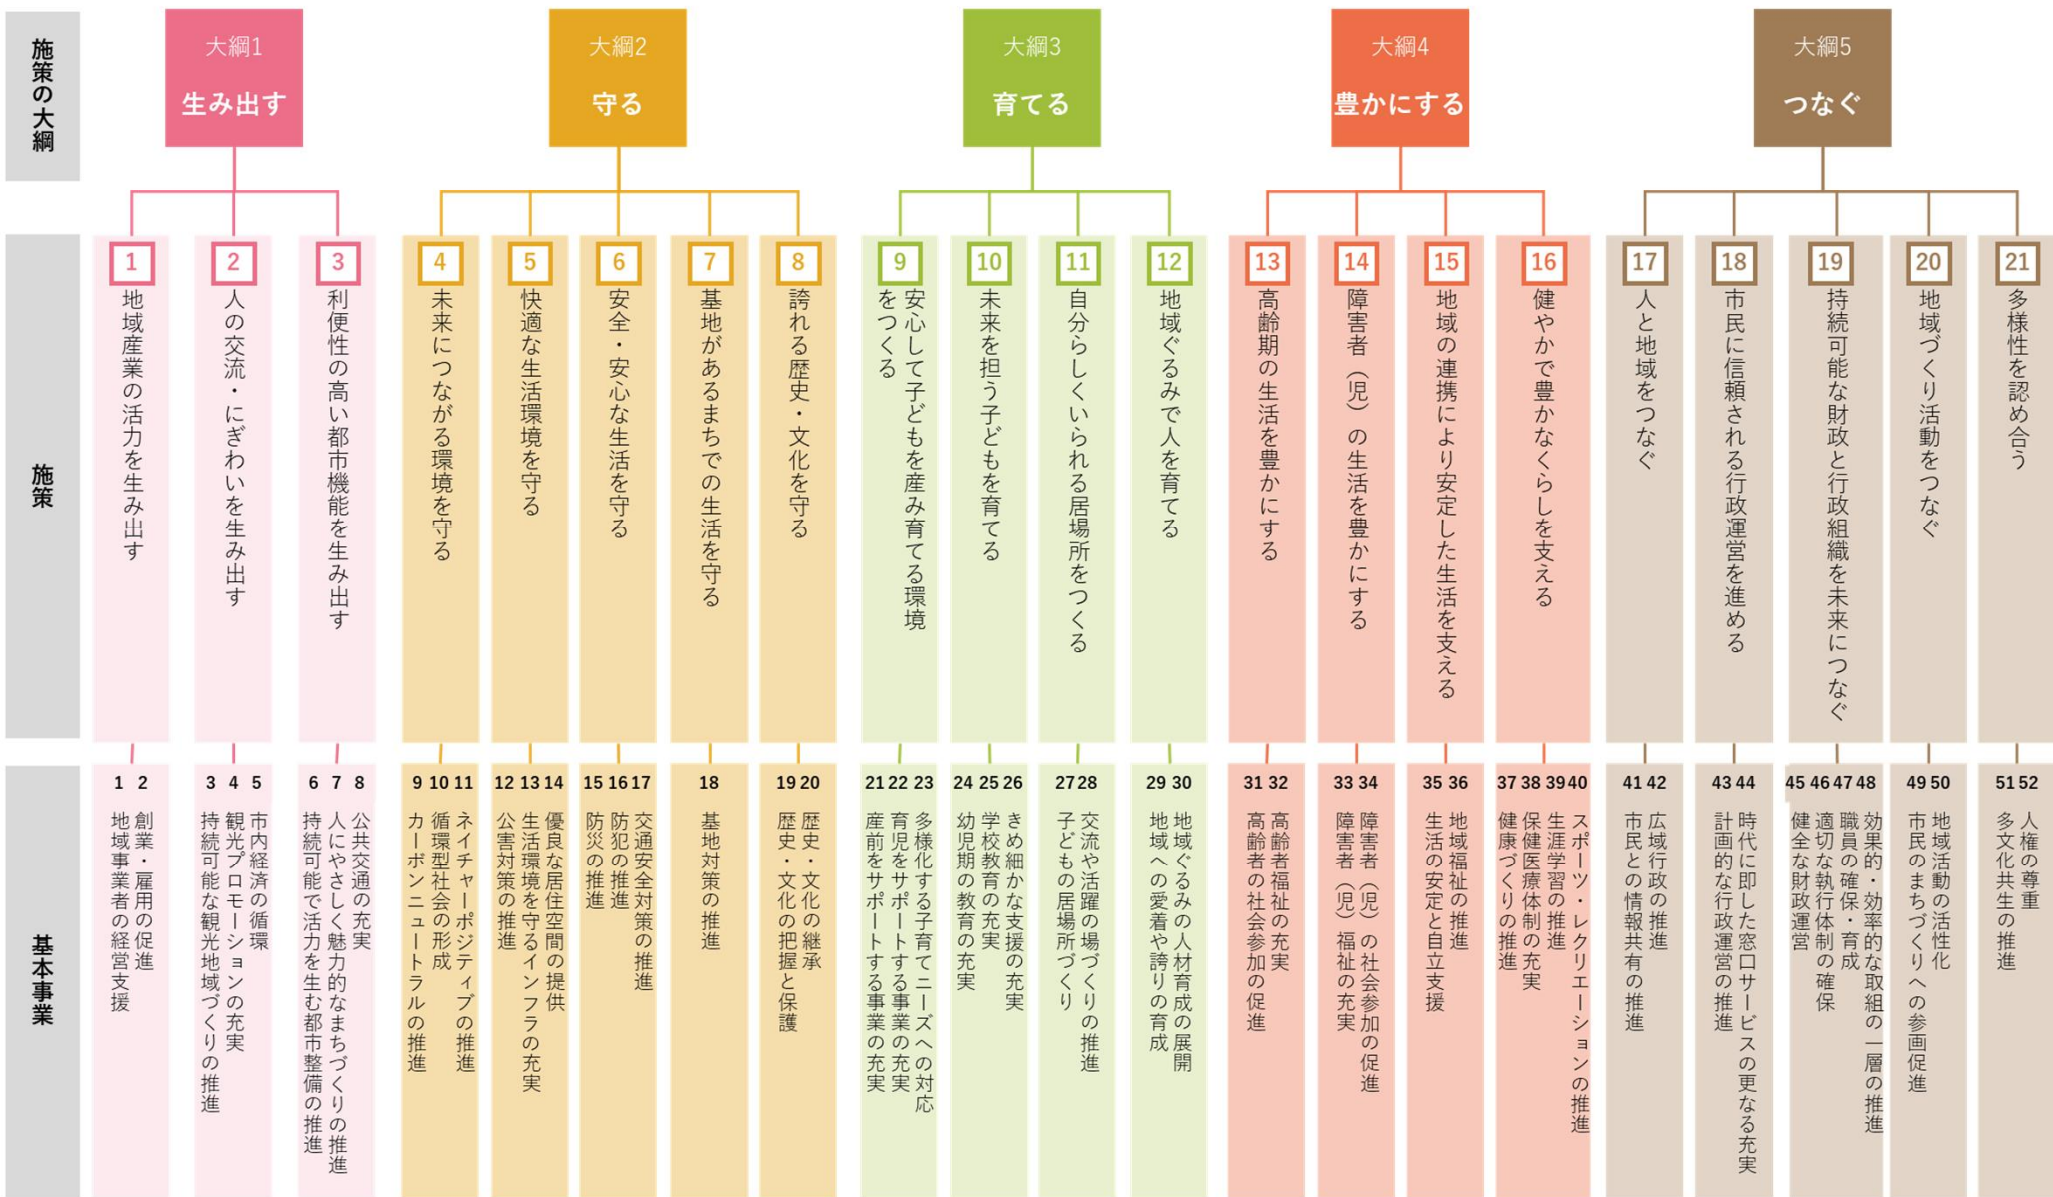 施策の大綱
大綱1
生み出す
大綱2
守る
大綱3
育てる
大綱4
豊かにする
大綱5
つなぐ
施策
1
地域産業の活力を生み出す
2
人の交流・にぎわいを生み出す
3
利便性の高い都市機能を生み出す
4
未来につながる環境を守る
5
快適な生活環境を守る
6
安全・安心な生活を守る
7
基地があるまちでの生活を守る
8
誇れる歴史・文化を守る
9
安心して子どもを産み育てる環境
をつくる
10
未来を担う子どもを育てる
11
自分らしくいられる居場所をつくる
12
地域ぐるみで人を育てる
13
高齢期の生活を豊かにする
14
障害者（児）の生活を豊かにする
15
地域の連携により安定した生活を支える
16
健やかで豊かなくらしを支える
17
人と地域をつなぐ
18
市民に信頼される行政運営を進める
19
持続可能な財政と行政組織を未来につなぐ
20
地域づくり活動をつなぐ
21
多様性を認め合う
基本事業
1 地域事業者の経営支援
2 創業・雇用の促進
3 持続可能な観光地域づくりの推進
4 観光プロモーションの充実
5 市内経済の循環
6 持続可能で活力を生む都市整備の推進
7 人にやさしく魅力的なまちづくりの推進
8 公共交通の充実
9 カーボンニュートラルの推進
10 循環型社会の形成
11 ネイチャーポジティブの推進
12 公害対策の推進
13 生活環境を守るインフラの充実
14 優良な居住空間の提供
15 防災の推進
16 防犯の推進
17 交通安全対策の推進
18 基地対策の推進
19 歴史・文化の把握と保護
20 歴史・文化の継承
21 産前をサポートする事業の充実
22 育児をサポートする事業の充実
23 多様化する子育てニーズへの対応
24 幼児期の教育の充実
25 学校教育の充実
26 きめ細かな支援の充実
27 子どもの居場所づくり
28 交流や活躍の場づくりの推進
29 地域への愛着や誇りの育成
30 地域ぐるみの人材育成の展開
31 高齢者の社会参加の促進
32 高齢者福祉の充実
33 障害者（児）福祉の充実
34 障害者（児）の社会参加の促進
35 生活の安定と自立支援
36 地域福祉の推進
37 健康づくりの推進
38 保健医療体制の充実
39 生涯学習の推進
40 スポーツ・レクリエーションの推進
41 市民との情報共有の推進
42 広域行政の推進
43 計画的な行政運営の推進
44 時代に即した窓口サービスの更なる充実
45 健全な財政運営
46 適切な執行体制の確保
47 職員の確保・育成
48 効果的・効率的な取組の一層の推進
49 市民のまちづくりへの参画促進
50 地域活動の活性化
51 多文化共生の推進
52 人権の尊重